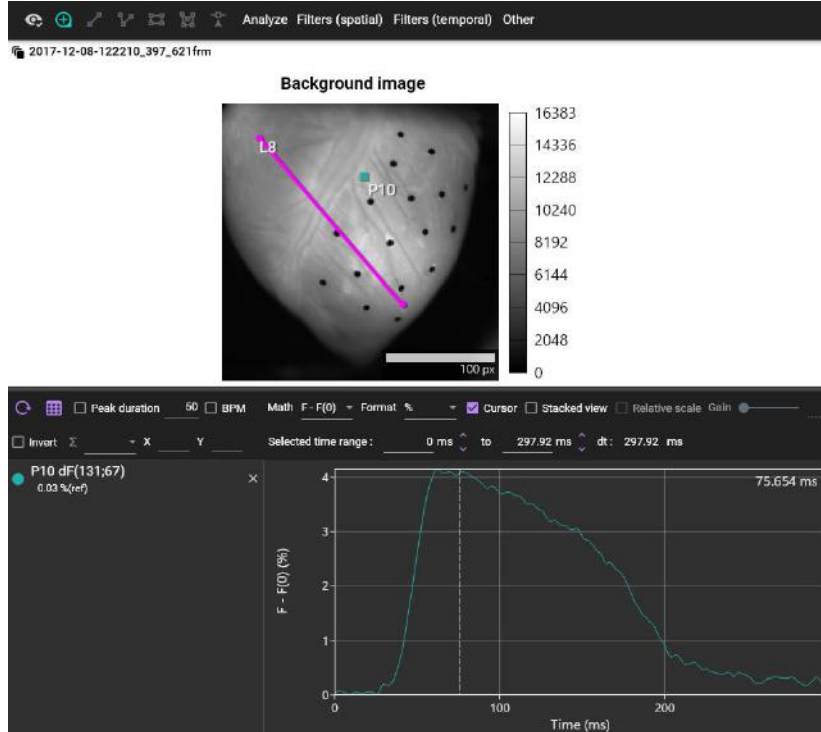 Analyze Filters (spatial) Filters (temporal) Other
2017-12-08-122210_397_621frm
Background image
L8
P10
100 px
16383
14336
12288
10240
8192
6144
4096
2048
0
Peak duration 50 BPM Math F - F(0) Format % Cursor Stacked view Relative scale Gain
Invert Σ X Y Selected time range : 0 ms to 297.92 ms dt : 297.92 ms
P10 dF(131;67) ×
0.03 %(ref)
75.654 ms
F - F(0) (%)
4
3
2
1
0
0 100 200
Time (ms)